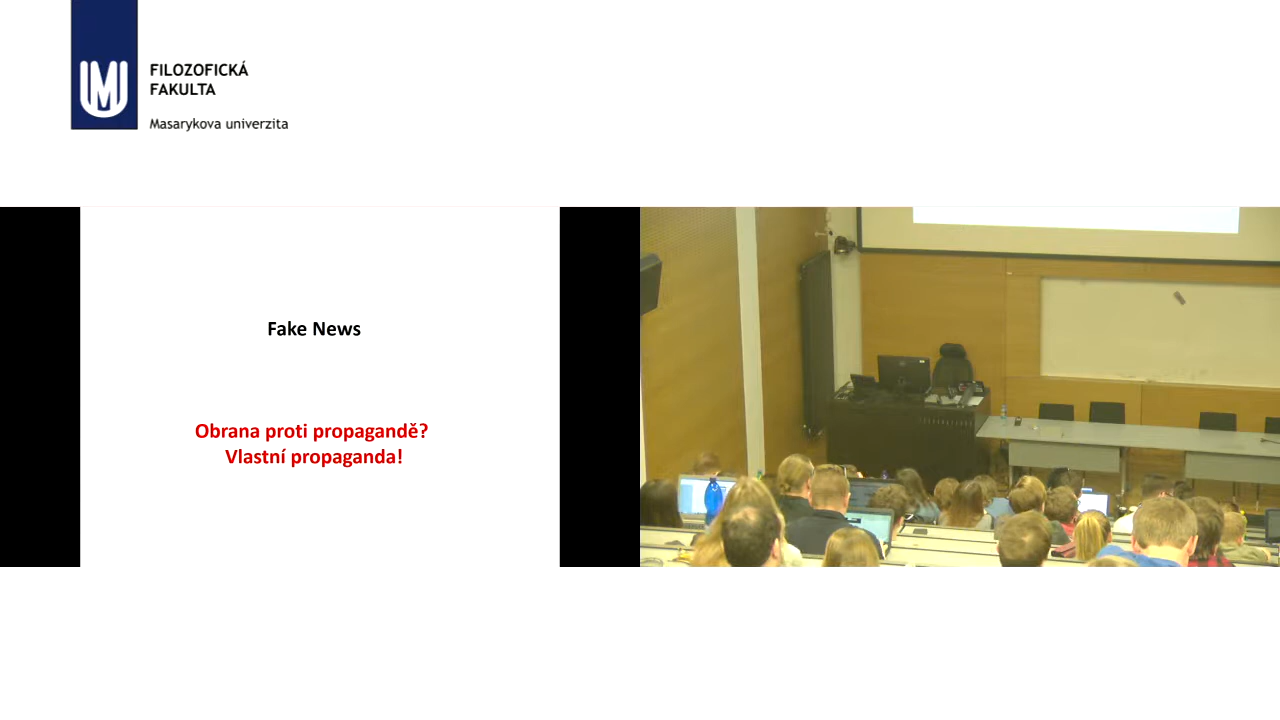 FILOZOFICKÁ
FAKULTA
Masarykova univerzita
Fake News
Obrana proti propagandě?
Vlastní propaganda!